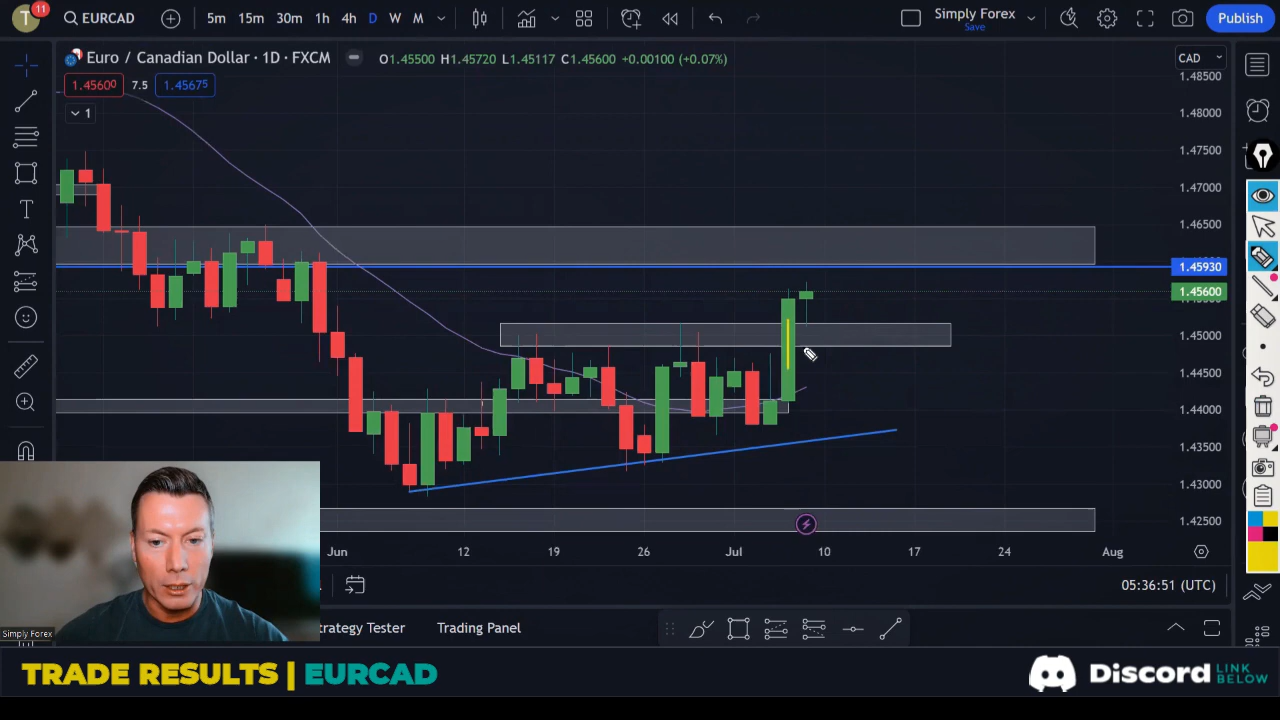 T 11 EURCAD 5m 15m 30m 1h 4h D W M Simply Forex Save Publish
Euro / Canadian Dollar · 1D · FXCM O1.45500 H1.45720 L1.45117 C1.45600 +0.00100 (+0.07%) CAD
1.45600 7.5 1.45675
1
1.48500
1.48000
1.47500
1.47000
1.46500
1.45930
1.45600
1.45000
1.44500
1.44000
1.43500
1.43000
1.42500
Jun 12 19 26 Jul 10 17 24 Aug
05:36:51 (UTC)
trategy Tester Trading Panel
Simply Forex
TRADE RESULTS | EURCAD
Discord LINK BELOW